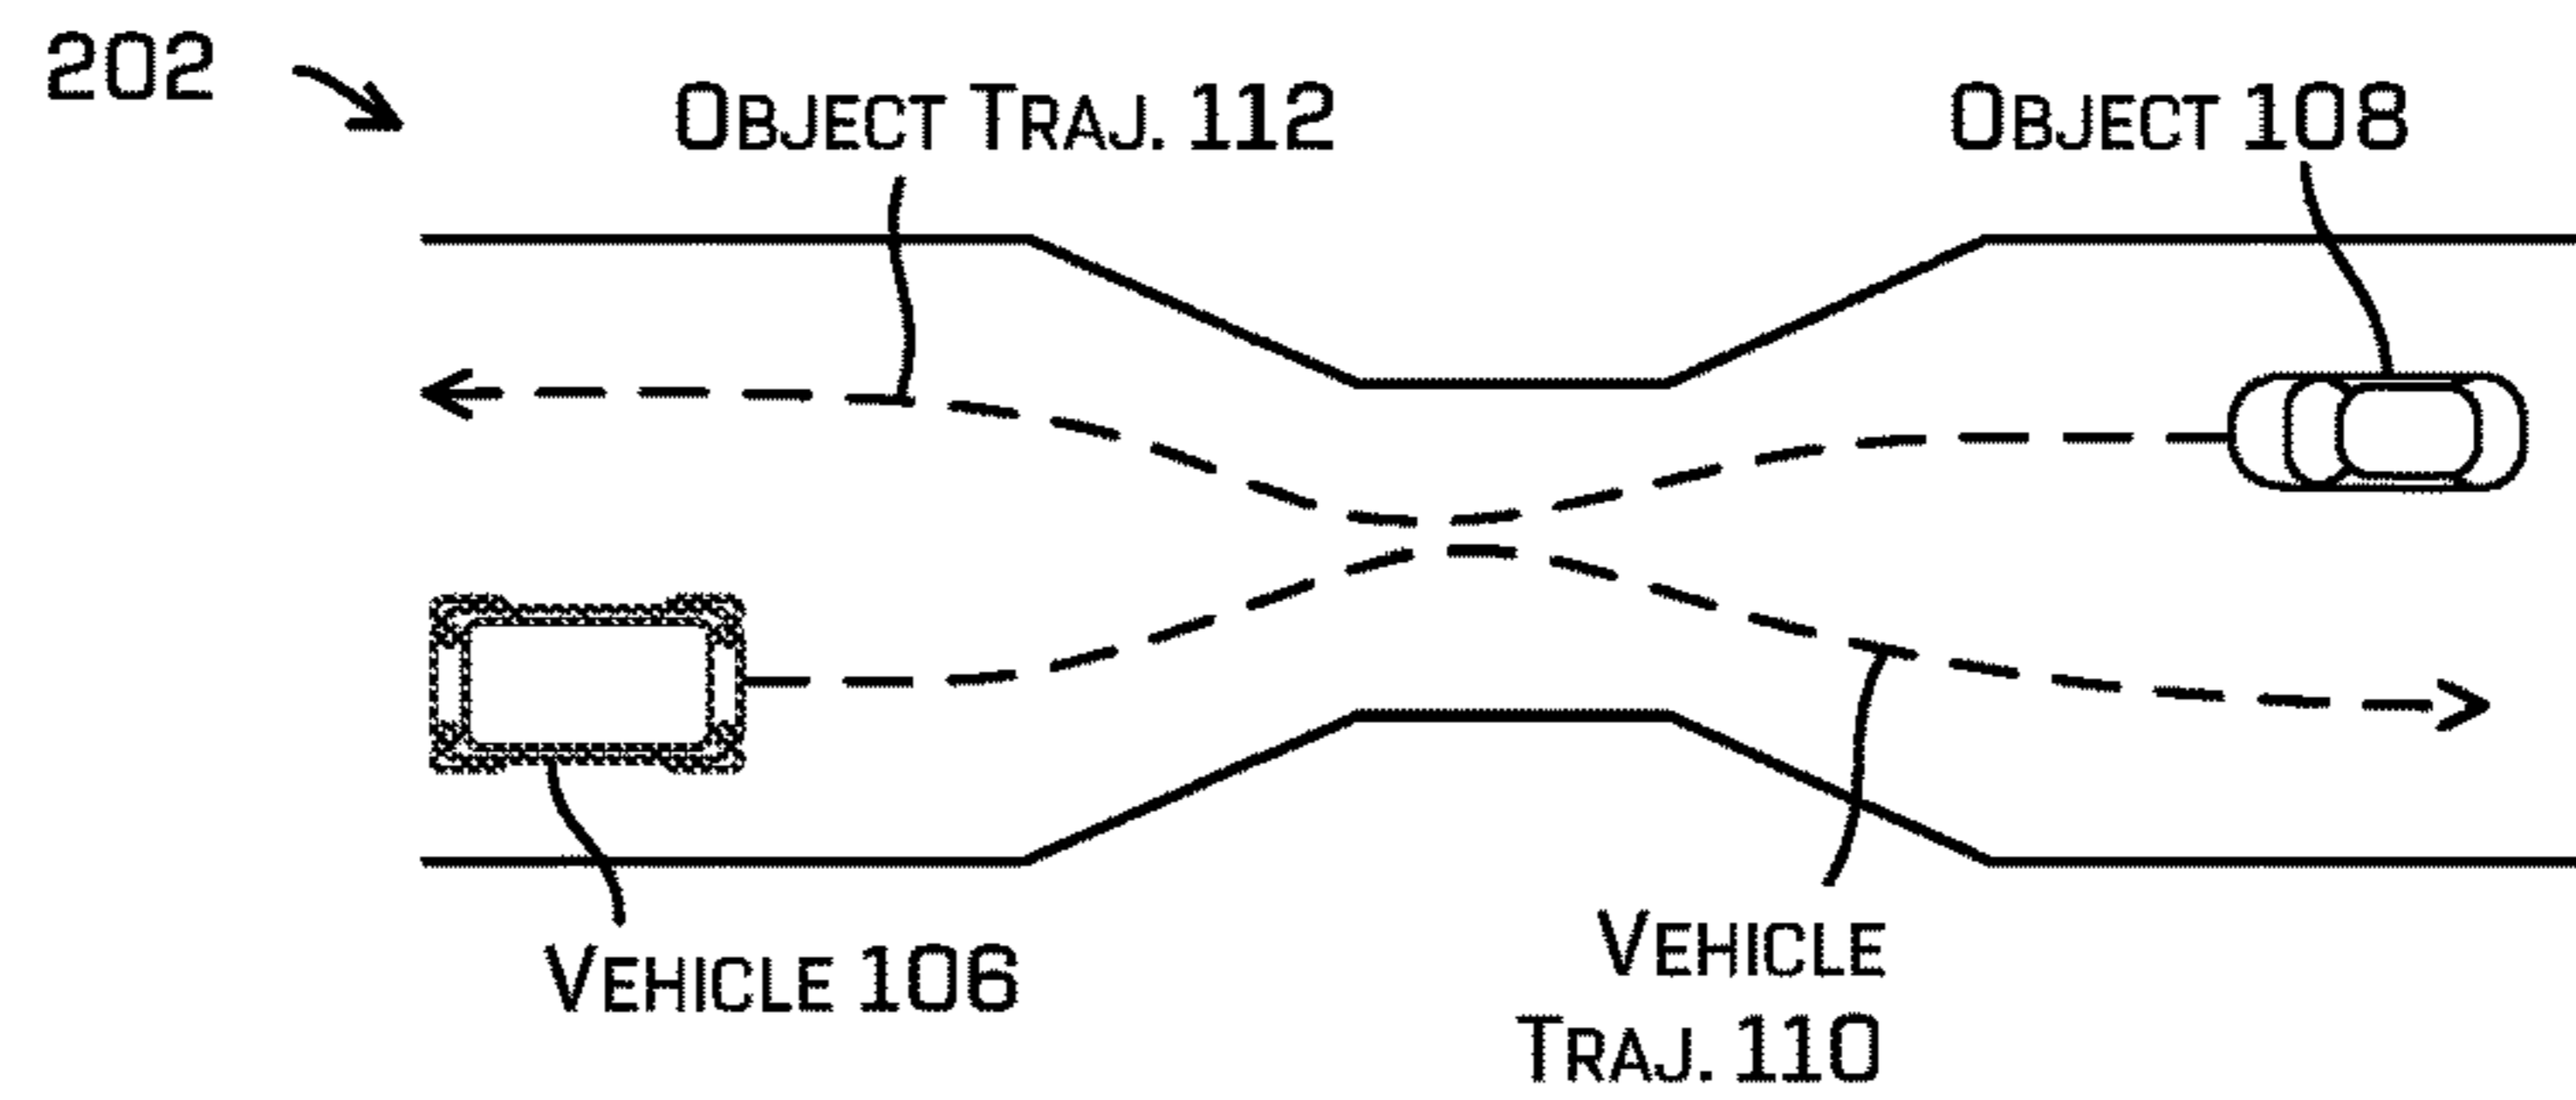 202
OBJECT TRAJ. 112
OBJECT 108
VEHICLE 106
VEHICLE
TRAJ. 110